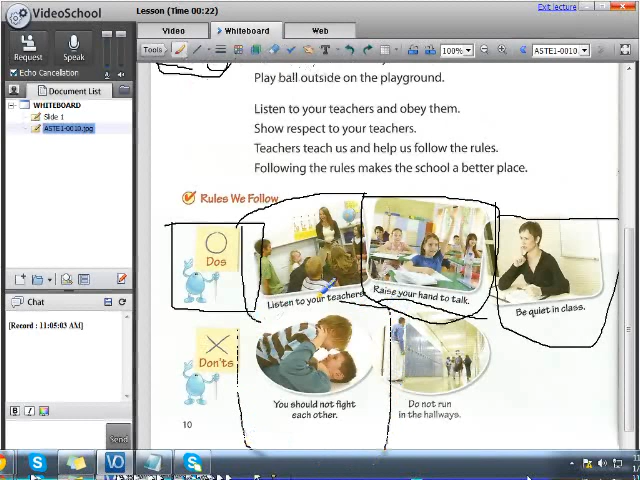 VideoSchool
Lesson (Time 00:22)
Exit lecture
Request
Speak
Echo Cancellation
Video
Whiteboard
Web
Tools
100%
ASTE1-0010.
Document List
WHITEBOARD
Slide 1
ASTE1-0010.jpg
Play ball outside on the playground.
Listen to your teachers and obey them.
Show respect to your teachers.
Teachers teach us and help us follow the rules.
Following the rules makes the school a better place.
Rules We Follow
Dos
Listen to your teachers.
Raise your hand to talk.
Be quiet in class.
Don'ts
You should not fight
each other.
Do not run
in the hallways.
10
Chat
[Record : 11:05:03 AM]
B I
Send